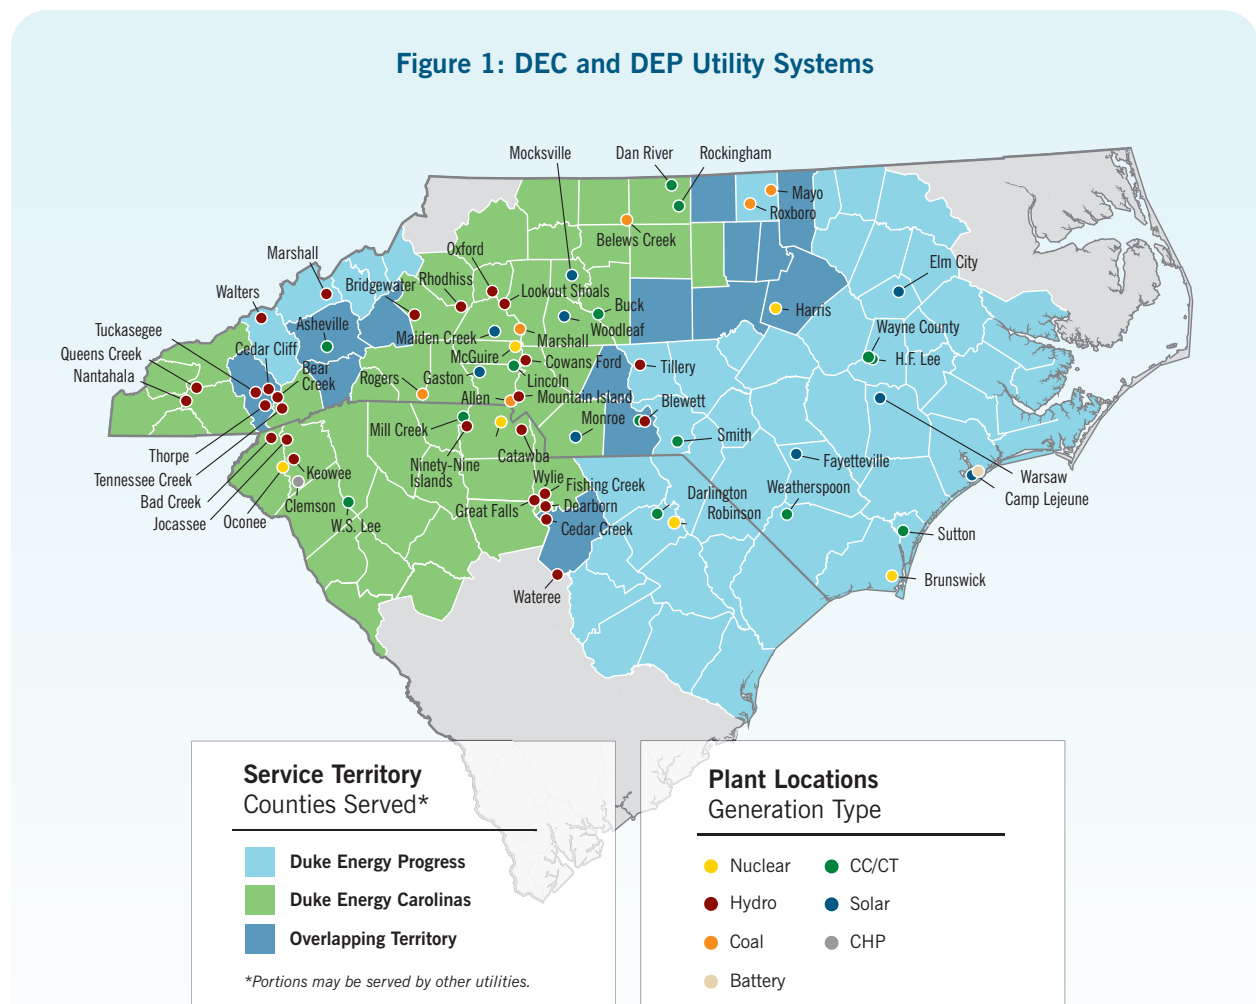 Figure 1: DEC and DEP Utility Systems
Mocksville
Dan River
Rockingham
Mayo
Roxboro
Belews Creek
Oxford
Marshall
Elm City
Bridgewater
Rhodhiss
Lookout Shoals
Walters
Buck
Harris
Asheville
Woodleaf
Wayne County
Tuckasegee
Maiden Creek
Marshall
Cedar Cliff
Queens Creek
McGuire
Cowans Ford
H.F. Lee
Bear
Creek
Tillery
Nantahala
Rogers
Gaston
Lincoln
Allen
Mountain Island
Blewett
Monroe
Mill Creek
Smith
Thorpe
Catawba
Fayetteville
Ninety-Nine
Islands
Keowee
Warsaw
Tennessee Creek
Wylie
Fishing Creek
Weatherspoon
Camp Lejeune
Bad Creek
Clemson
Great Falls
Dearborn
Darlington
Robinson
Jocassee
Oconee
W.S. Lee
Cedar Creek
Sutton
Brunswick
Wateree
Service Territory
Counties Served*
Duke Energy Progress
Duke Energy Carolinas
Overlapping Territory
*Portions may be served by other utilities.
Plant Locations
Generation Type
Nuclear
CC/CT
Hydro
Solar
Coal
CHP
Battery